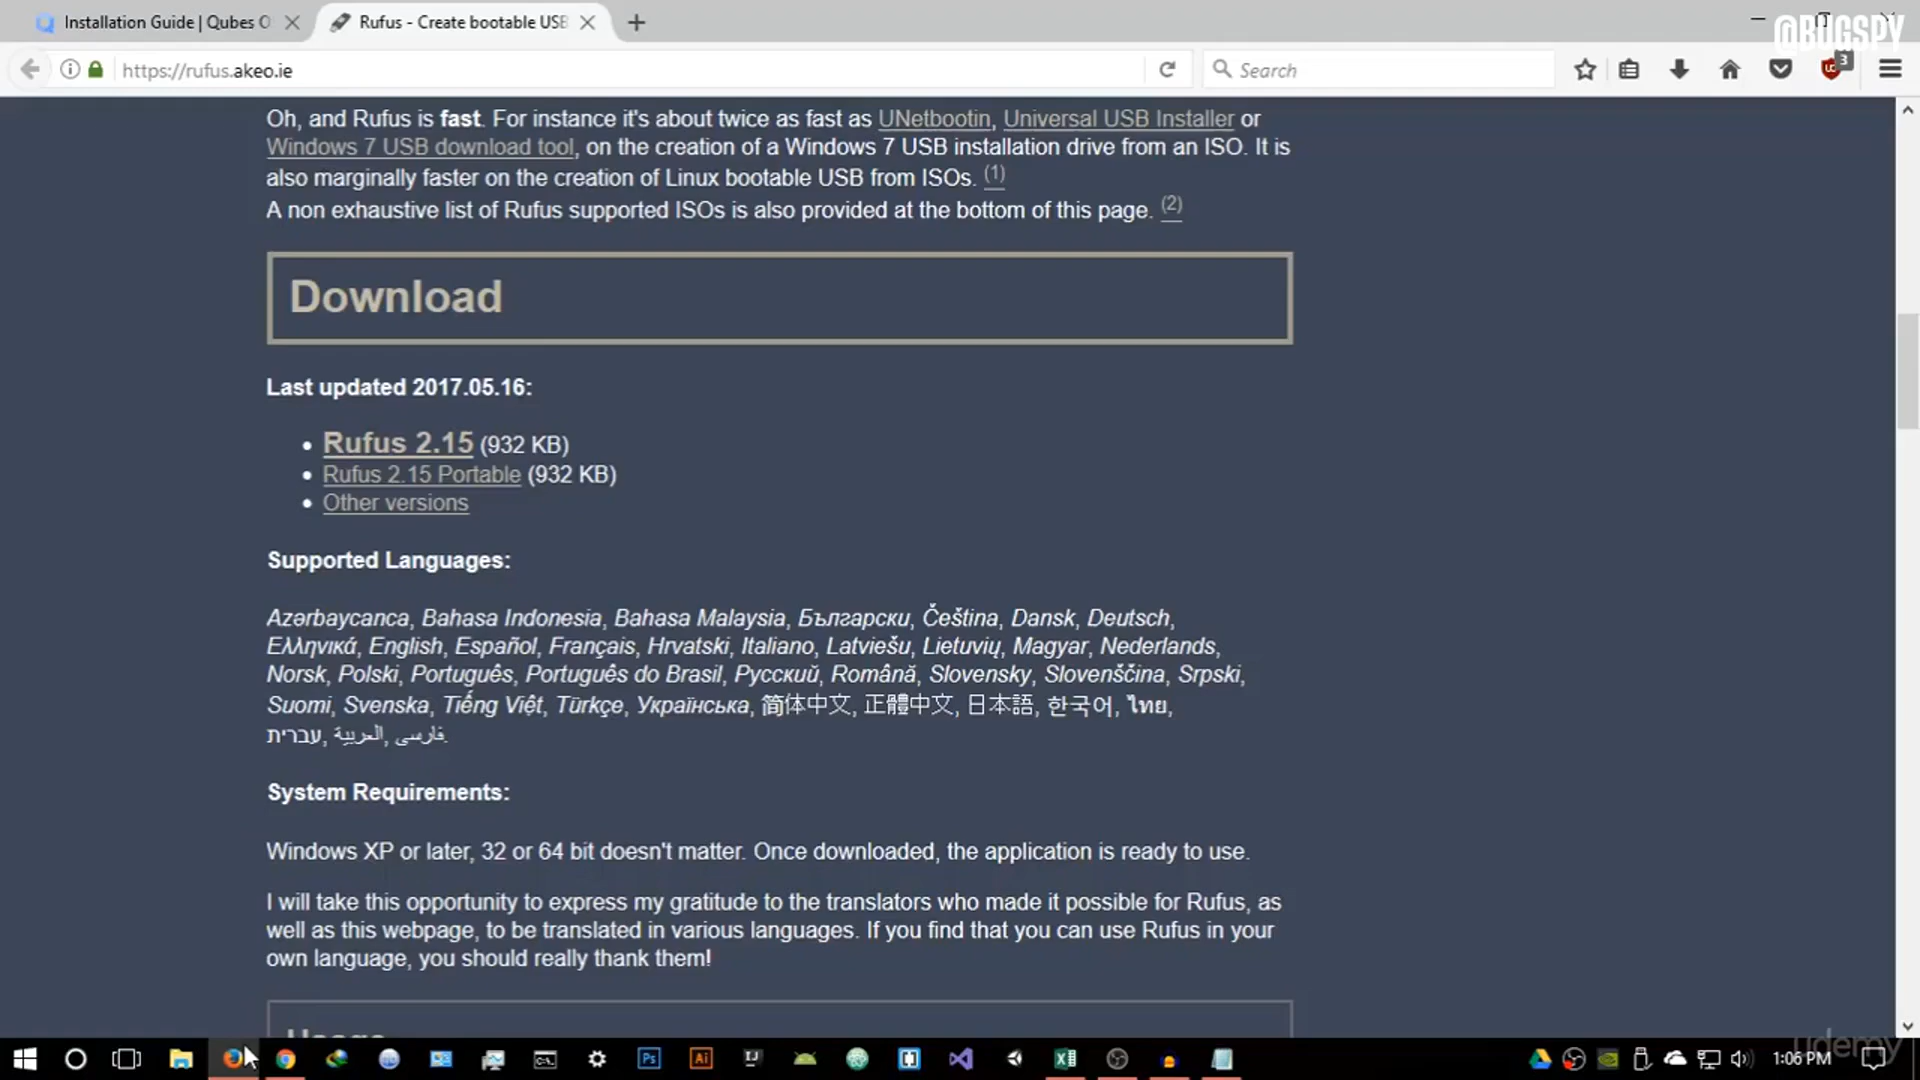 Installation Guide | Qubes O
Rufus - Create bootable USB
@BUGSPY
https://rufus.akeo.ie
Search
3
Oh, and Rufus is fast. For instance it's about twice as fast as UNetbootin, Universal USB Installer or
Windows 7 USB download tool, on the creation of a Windows 7 USB installation drive from an ISO. It is
also marginally faster on the creation of Linux bootable USB from ISOs. (1)
A non exhaustive list of Rufus supported ISOs is also provided at the bottom of this page. (2)
Download
Last updated 2017.05.16:
• Rufus 2.15 (932 KB)
• Rufus 2.15 Portable (932 KB)
• Other versions
Supported Languages:
Azərbaycanca, Bahasa Indonesia, Bahasa Malaysia, Български, Čeština, Dansk, Deutsch,
Ελληνικά, English, Español, Français, Hrvatski, Italiano, Latviešu, Lietuvių, Magyar, Nederlands,
Norsk, Polski, Português, Português do Brasil, Русский, Română, Slovensky, Slovenščina, Srpski,
Suomi, Svenska, Tiếng Việt, Türkçe, Українська, 简体中文, 正體中文, 日本語, 한국어, ไทย,
עברית, العربية, فارسی.
System Requirements:
Windows XP or later, 32 or 64 bit doesn't matter. Once downloaded, the application is ready to use.
I will take this opportunity to express my gratitude to the translators who made it possible for Rufus, as
well as this webpage, to be translated in various languages. If you find that you can use Rufus in your
own language, you should really thank them!
Usage
Ps
Ai
IJ
udemy
1:06 PM